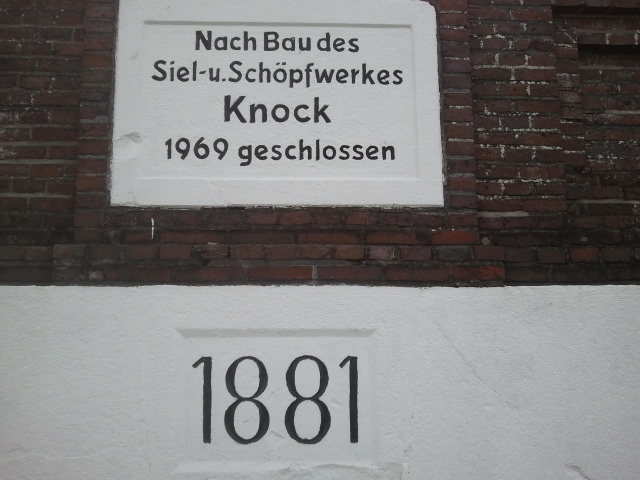 Nach Bau des
Siel-u.Schöpfwerkes
Knock
1969 geschlossen
1881